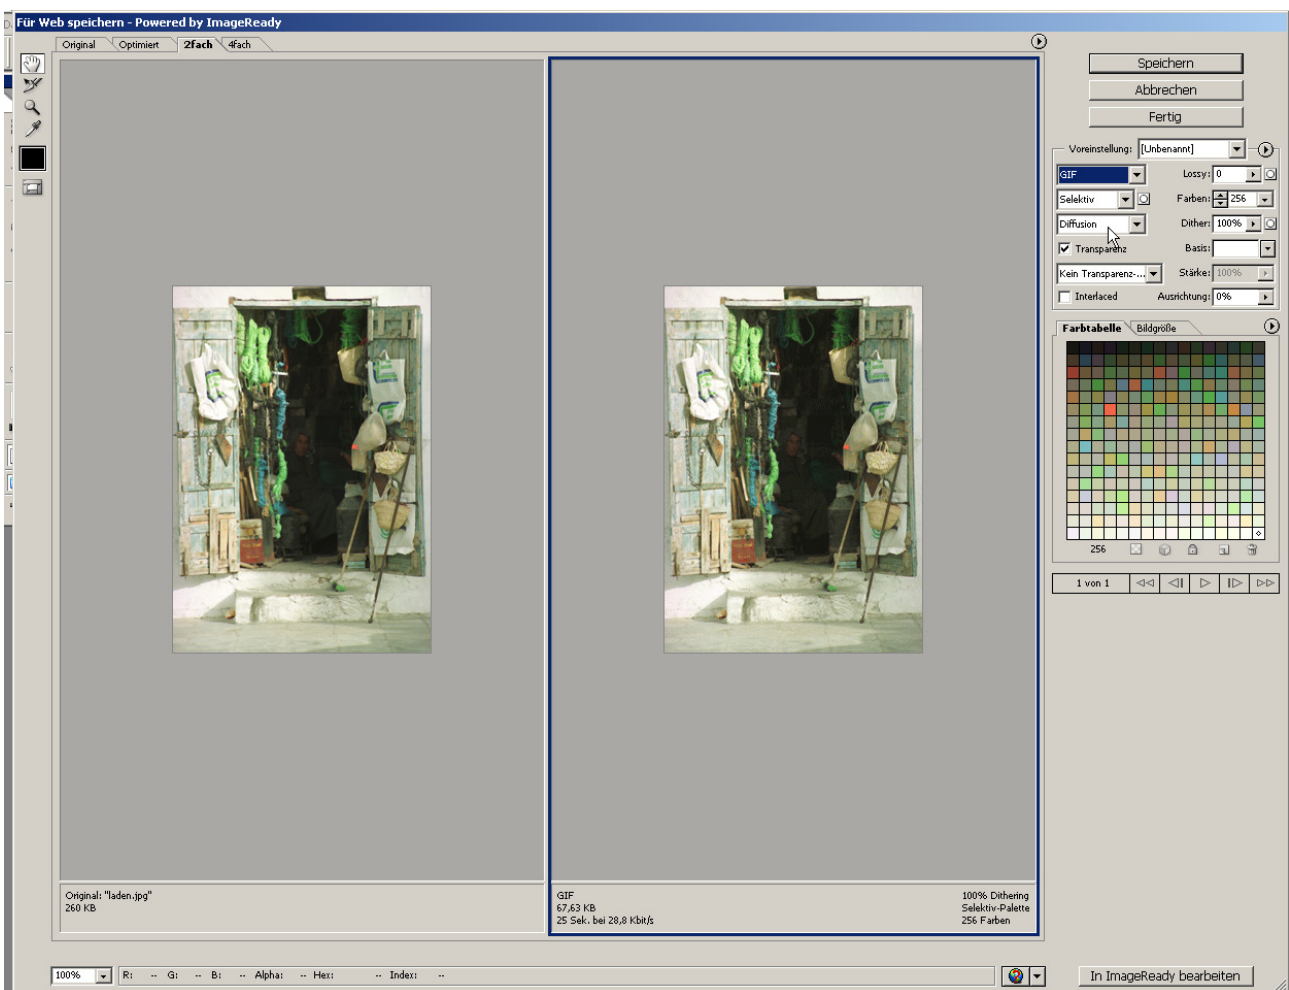 Für Web speichern - Powered by ImageReady
Original Optimiert 2fach 4fach
Speichern
Abbrechen
Fertig
Voreinstellung: [Unbenannt]
GIF Lossy: 0
Selektiv Farben: 256
Diffusion Dither: 100%
Transparenz Basis:
Kein Transparenz-... Stärke: 100%
Interlaced Ausrichtung: 0%
Farbtabelle Bildgröße
256
1 von 1
Original: "laden.jpg"
260 KB
GIF
67,63 KB
25 Sek. bei 28,8 Kbit/s
100% Dithering
Selektiv-Palette
256 Farben
100% R: -- G: -- B: -- Alpha: -- Hex: -- Index: --
In ImageReady bearbeiten